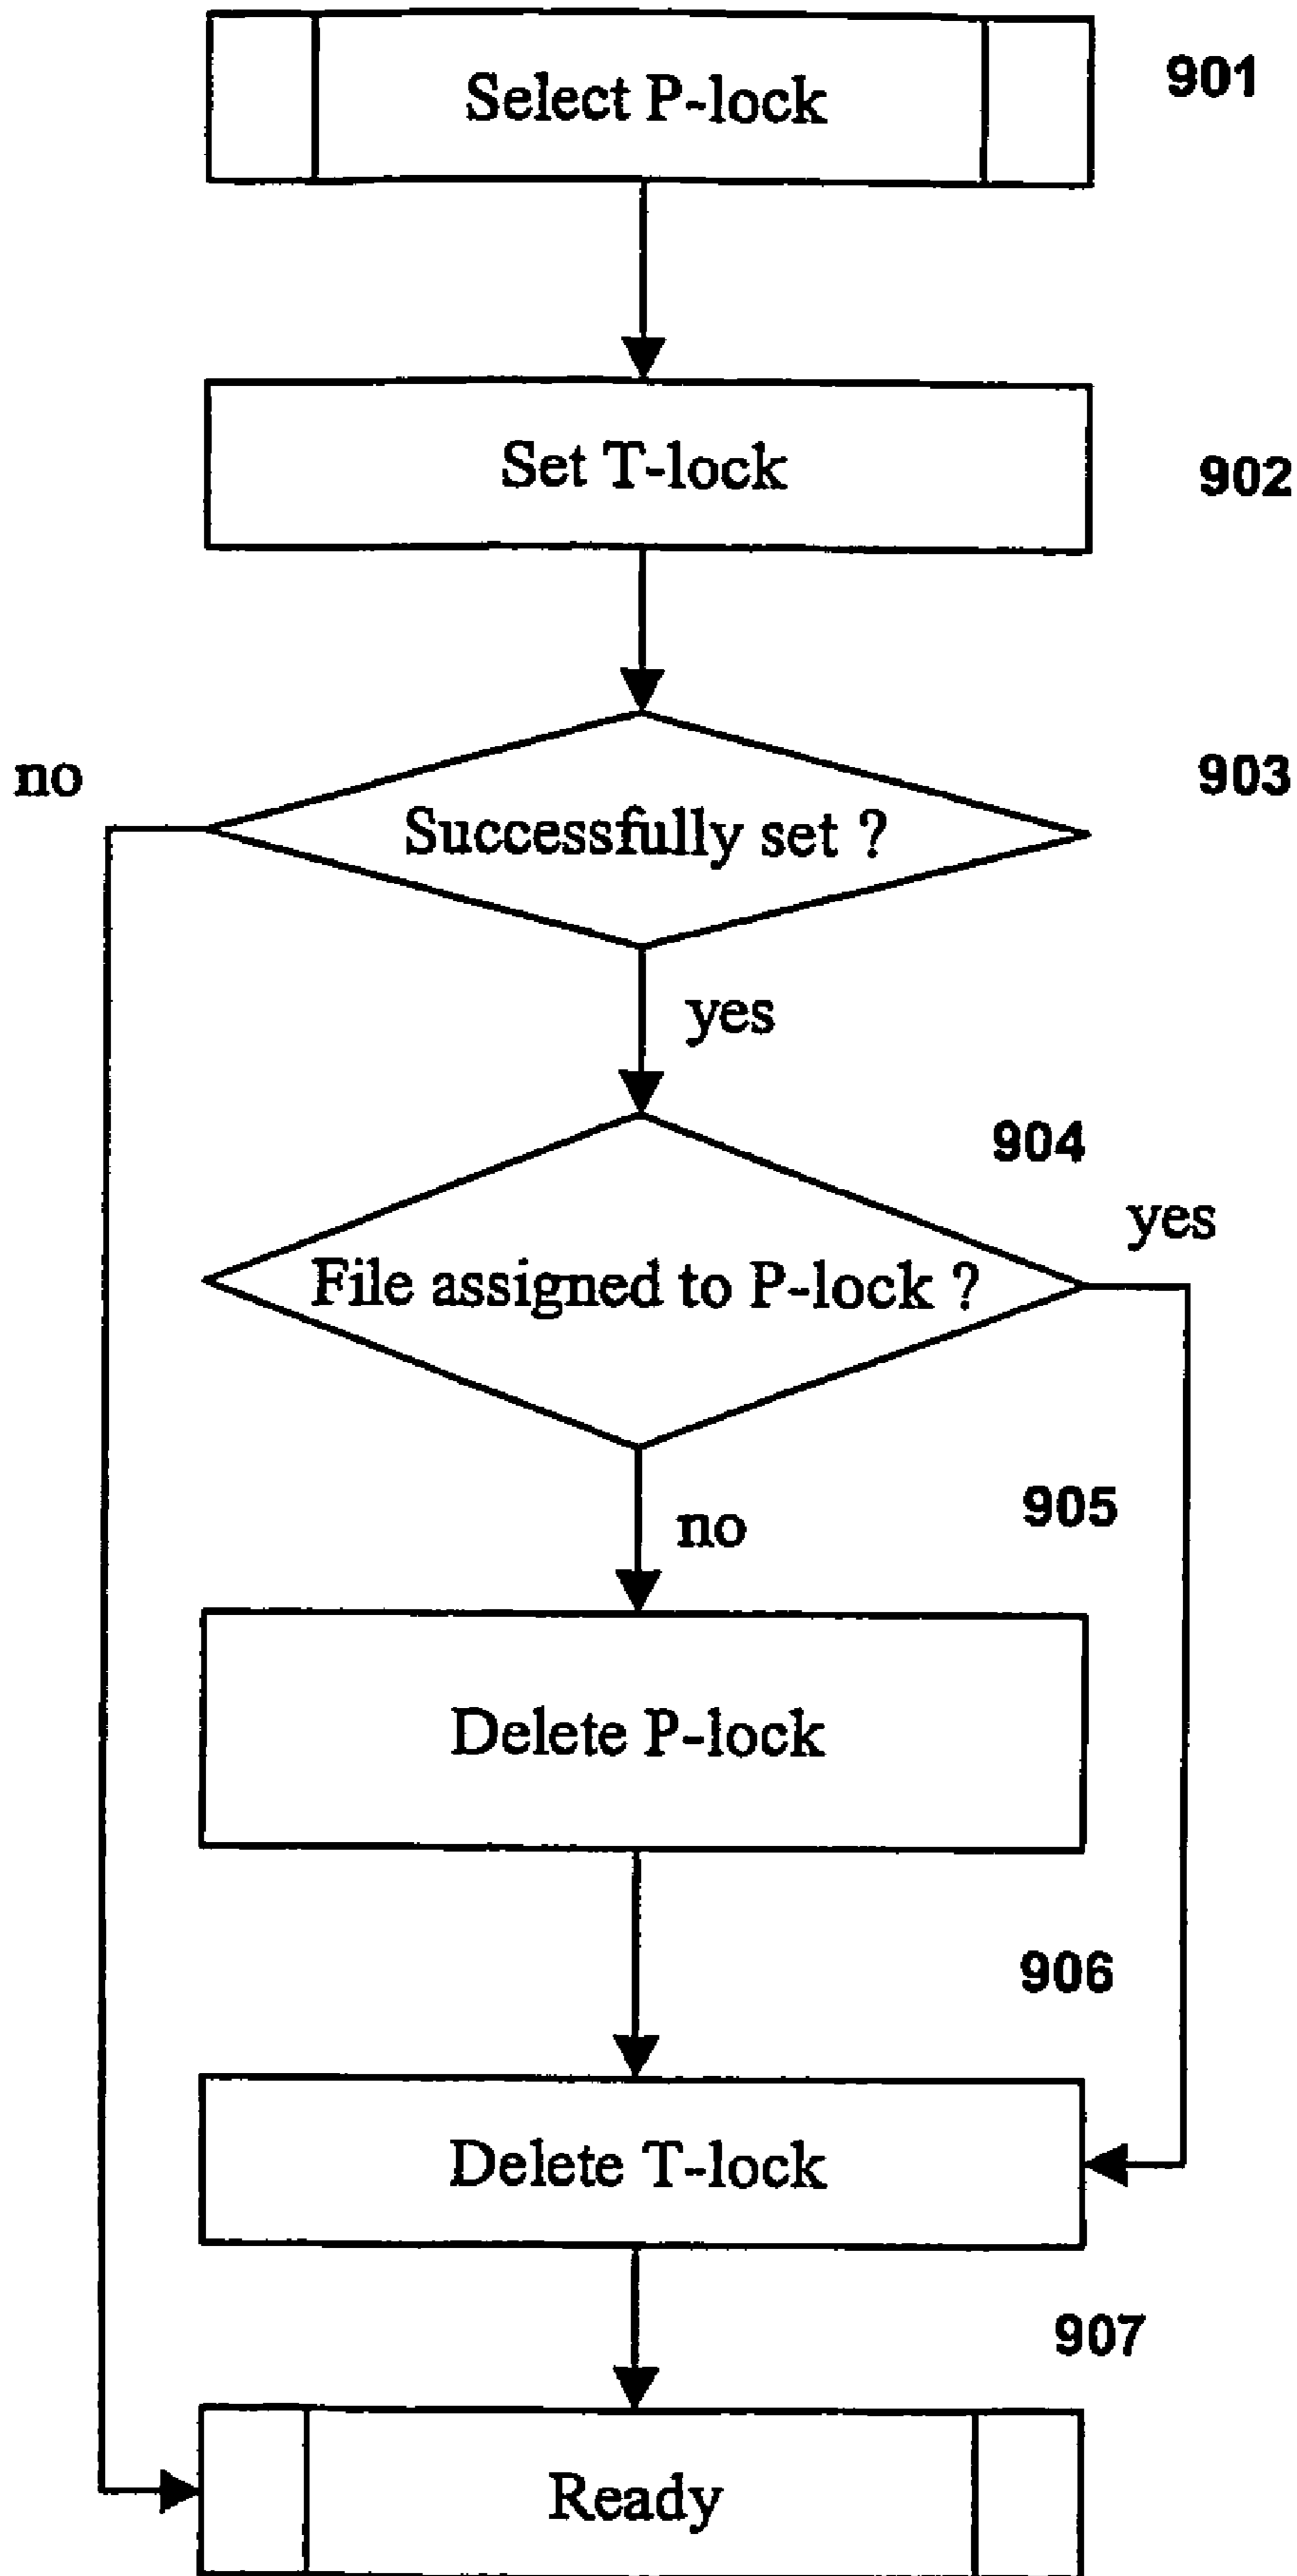 Select P-lock
901
Set T-lock
902
no
903
Successfully set ?
yes
904
yes
File assigned to P-lock ?
905
no
Delete P-lock
906
Delete T-lock
907
Ready